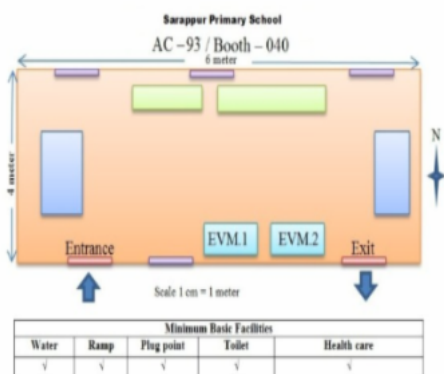 Sarappur Primary School
AC – 93 / Booth – 040
6 meter
4 meter
N
EVM.1 EVM.2
Entrance Exit
Scale 1 cm = 1 meter
Minimum Basic Facilities
Water Ramp Plug point Toilet Health care
√ √ √ √ √